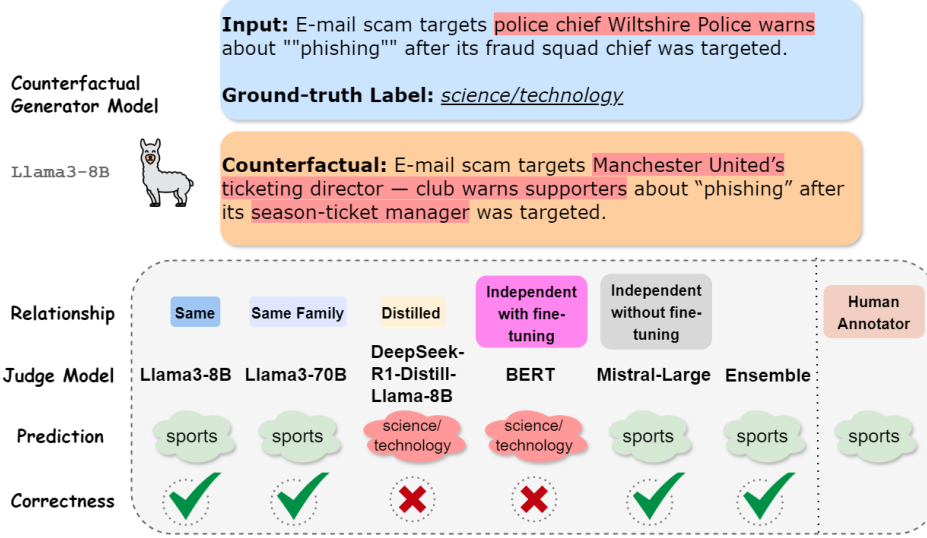 Input: E-mail scam targets police chief Wiltshire Police warns
about ""phishing"" after its fraud squad chief was targeted.
Ground-truth Label: science/technology
Counterfactual
Generator Model
Llama3-8B
Counterfactual: E-mail scam targets Manchester United’s
ticketing director — club warns supporters about “phishing” after
its season-ticket manager was targeted.
Relationship
Same
Same Family
Distilled
Independent
with fine-
tuning
Independent
without fine-
tuning
Human
Annotator
Judge Model
Llama3-8B
Llama3-70B
DeepSeek-
R1-Distill-
Llama-8B
BERT
Mistral-Large
Ensemble
Prediction
sports
sports
science/
technology
science/
technology
sports
sports
sports
Correctness